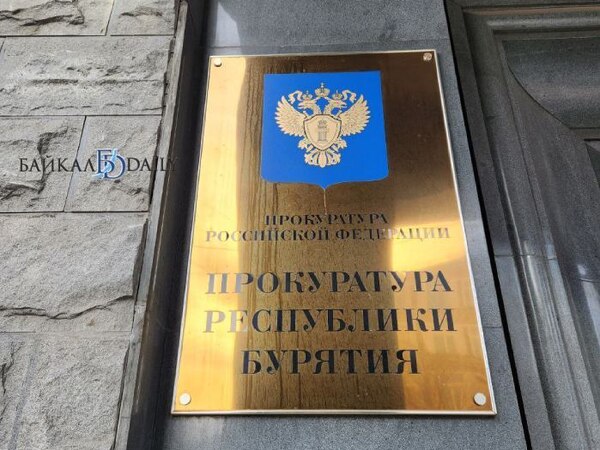 БАЙКАЛ DAILY
ПРОКУРАТУРА
РОССИЙСКОЙ ФЕДЕРАЦИИ
ПРОКУРАТУРА
РЕСПУБЛИКИ
БУРЯТИЯ